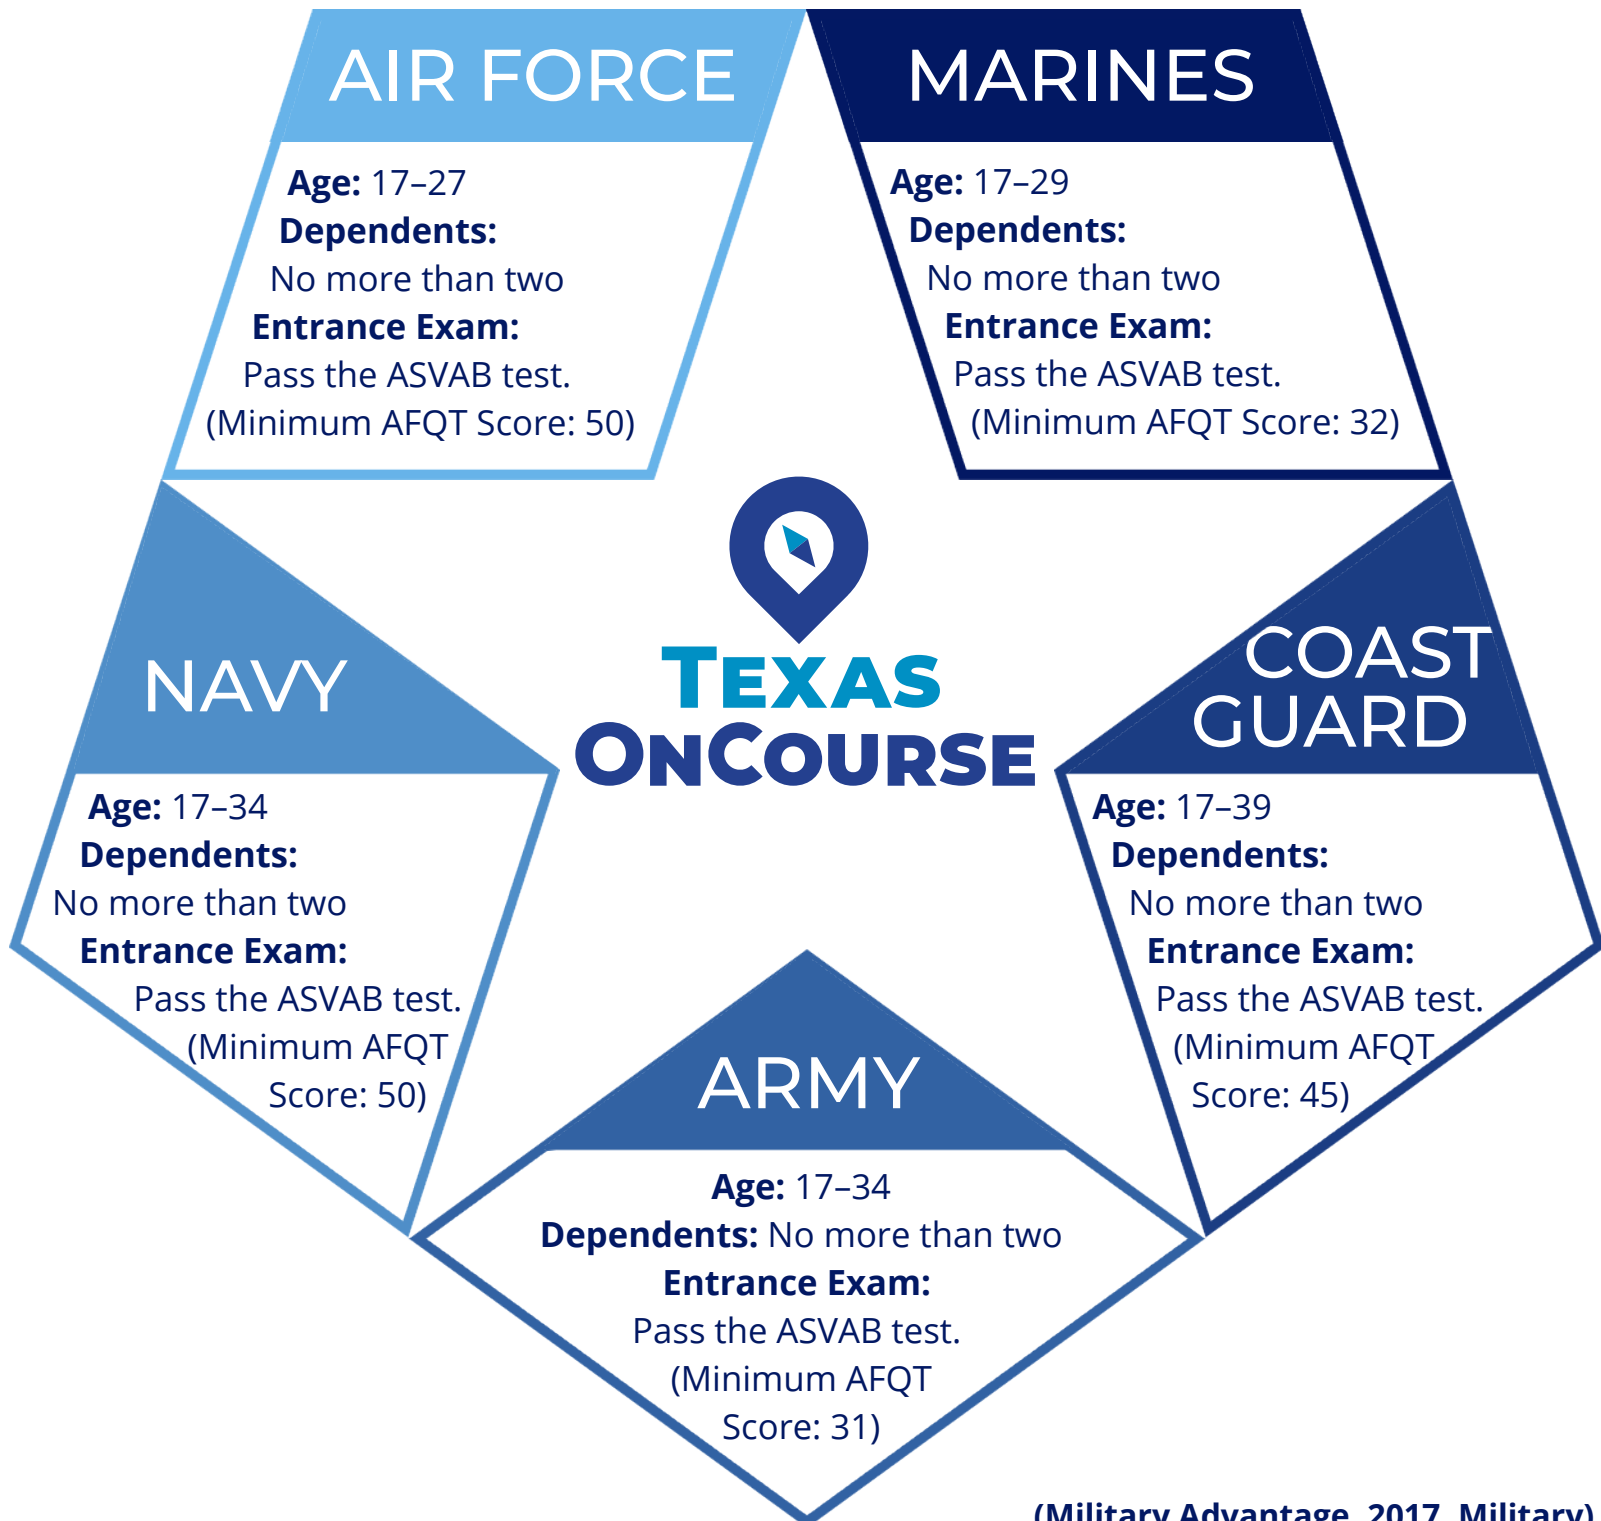 AIR FORCE
Age: 17–27
Dependents:
No more than two
Entrance Exam:
Pass the ASVAB test.
(Minimum AFQT Score: 50)
MARINES
Age: 17–29
Dependents:
No more than two
Entrance Exam:
Pass the ASVAB test.
(Minimum AFQT Score: 32)
TEXAS
ONCOURSE
NAVY
Age: 17–34
Dependents:
No more than two
Entrance Exam:
Pass the ASVAB test.
(Minimum AFQT
Score: 50)
COAST
GUARD
Age: 17–39
Dependents:
No more than two
Entrance Exam:
Pass the ASVAB test.
(Minimum AFQT
Score: 45)
ARMY
Age: 17–34
Dependents: No more than two
Entrance Exam:
Pass the ASVAB test.
(Minimum AFQT
Score: 31)
(Military Advantage, 2017, Military)